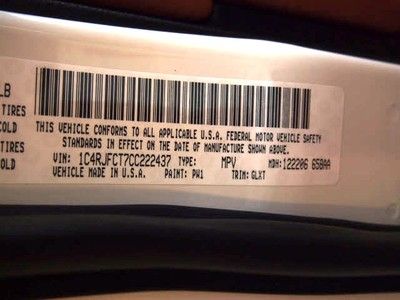 LB
TIRES
COLD
TIRES
COLD
THIS VEHICLE CONFORMS TO ALL APPLICABLE U.S.A. FEDERAL MOTOR VEHICLE SAFETY
STANDARDS IN EFFECT ON THE DATE OF MANUFACTURE SHOWN ABOVE.
VIN: 1C4RJFCT7CC222437 TYPE: MPV MDH: 122206 658AA
VEHICLE MADE IN U.S.A. PAINT: PW1 TRIM: GLXT